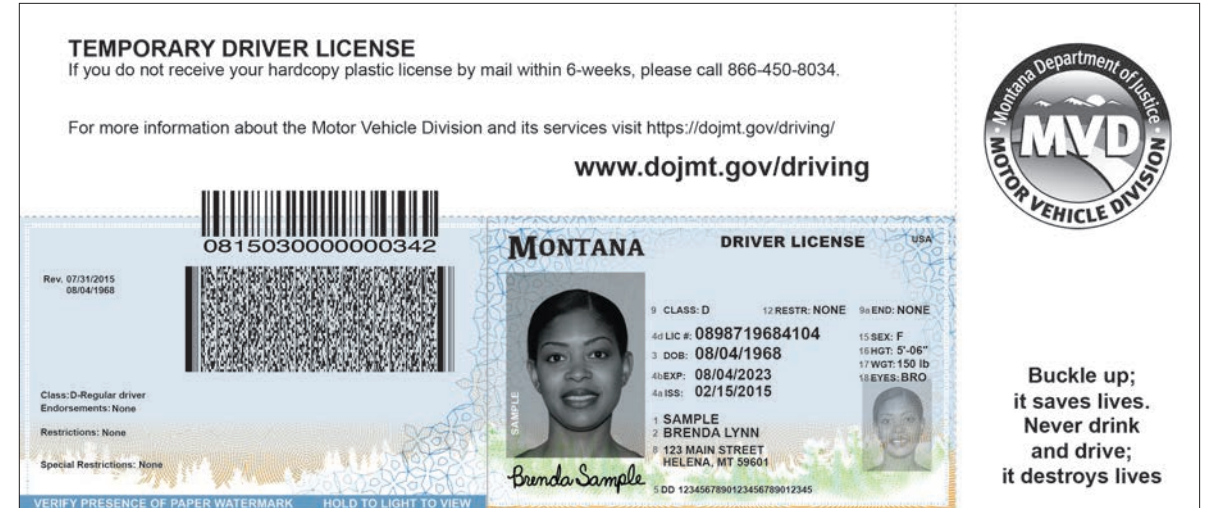 TEMPORARY DRIVER LICENSE
If you do not receive your hardcopy plastic license by mail within 6-weeks, please call 866-450-8034.
For more information about the Motor Vehicle Division and its services visit https://dojmt.gov/driving/
www.dojmt.gov/driving
Montana Department of Justice
MVD
MOTOR VEHICLE DIVISION
0815030000000342
Rev. 07/31/2015
08/04/1968
Class: D-Regular driver
Endorsements: None
Restrictions: None
Special Restrictions: None
VERIFY PRESENCE OF PAPER WATERMARK HOLD TO LIGHT TO VIEW
MONTANA DRIVER LICENSE USA
9 CLASS: D 12 RESTR: NONE 9a END: NONE
4d LIC #: 0898719684104 15 SEX: F
3 DOB: 08/04/1968 16 HGT: 5'-06"
17 WGT: 150 lb
4b EXP: 08/04/2023 18 EYES: BRO
4a ISS: 02/15/2015
SAMPLE
1 SAMPLE
2 BRENDA LYNN
8 123 MAIN STREET
HELENA, MT 59601
Brenda Sample
5 DD 1234567890123456789012345
Buckle up;
it saves lives.
Never drink
and drive;
it destroys lives